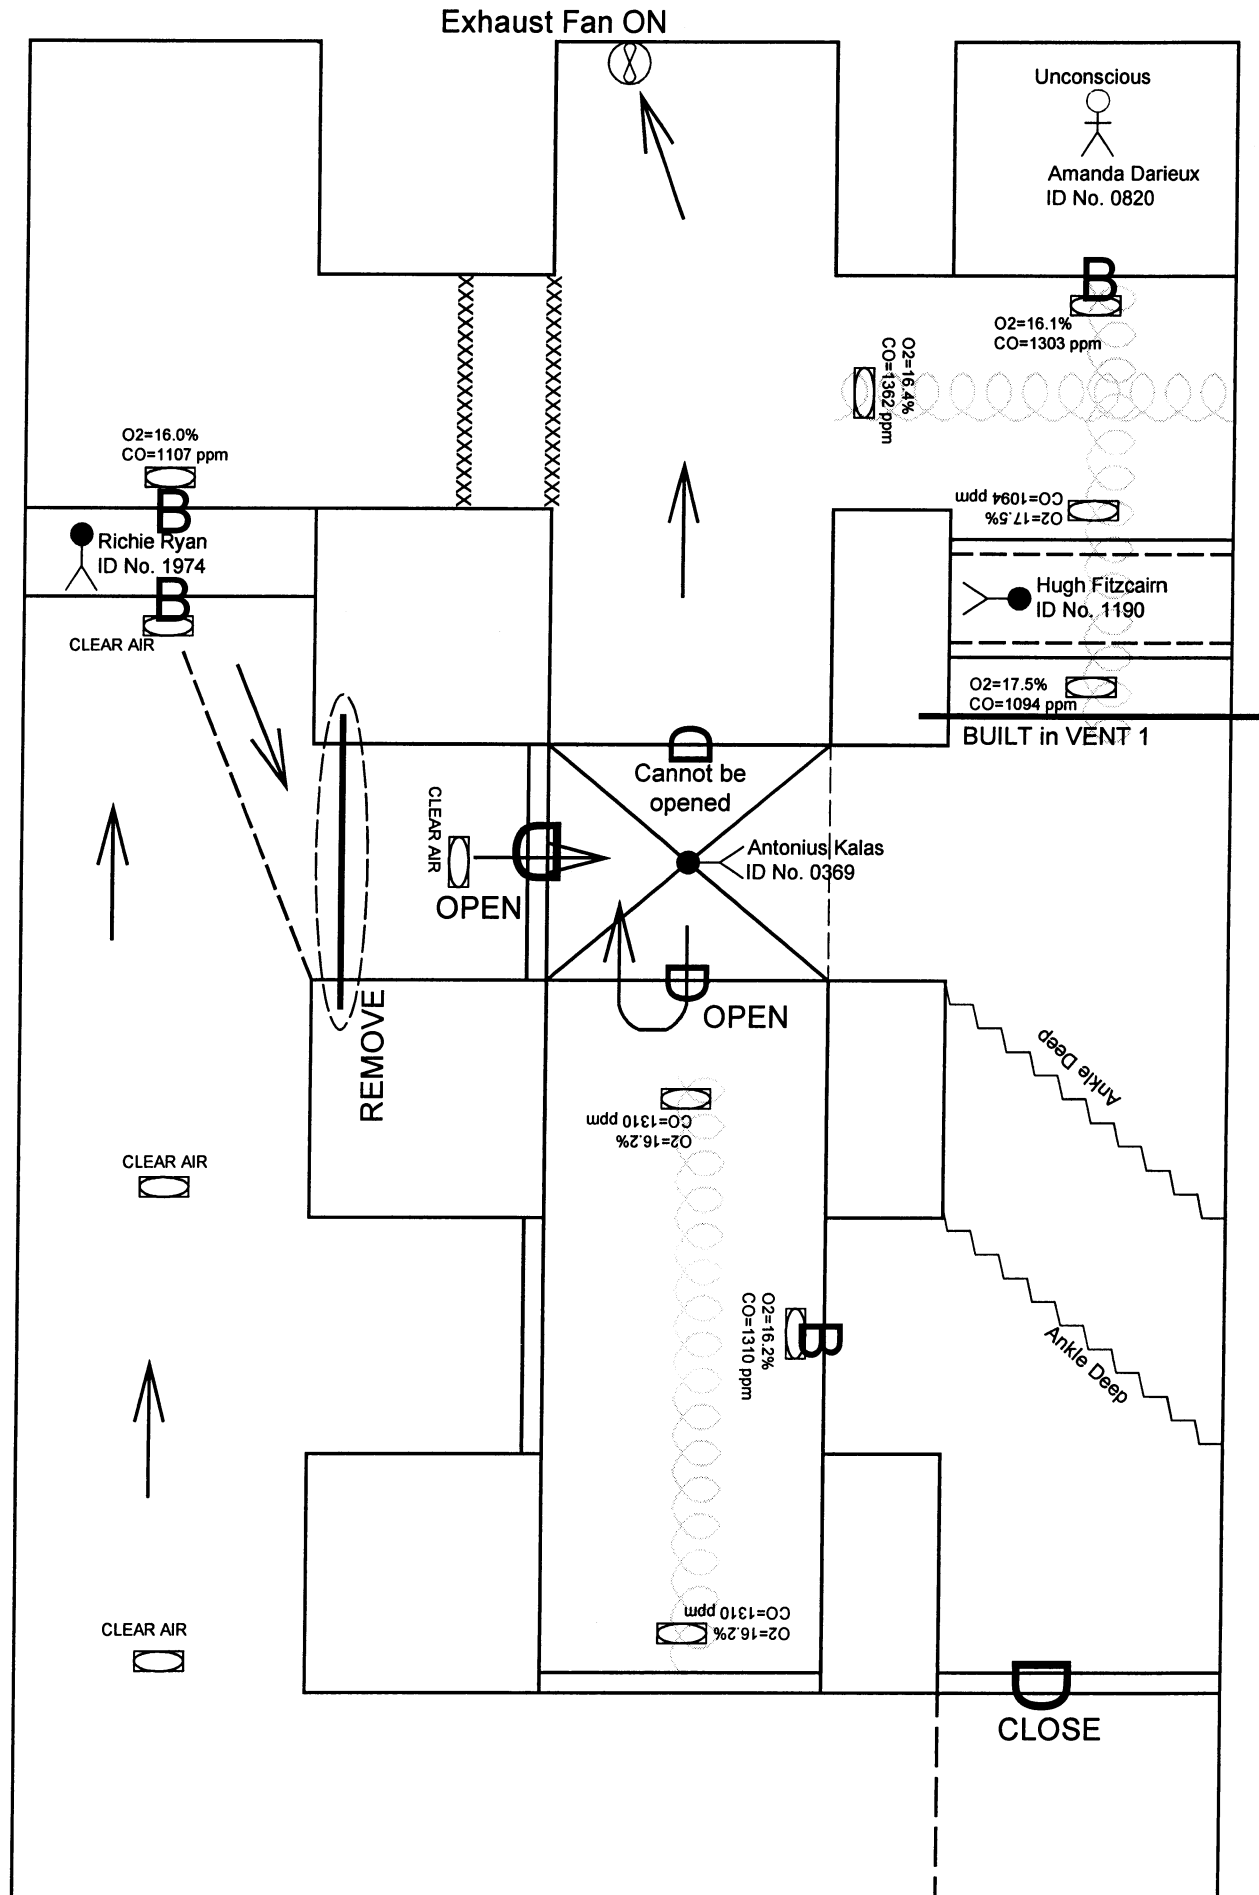 Exhaust Fan ON
Unconscious
Amanda Darieux
ID No. 0820
B
O2=16.1%
CO=1303 ppm
O2=16.4%
CO=1362 ppm
O2=16.0%
CO=1107 ppm
B
Richie Ryan
ID No. 1974
B
CLEAR AIR
O2=17.5%
CO=1094 ppm
Hugh Fitzcairn
ID No. 1190
O2=17.5%
CO=1094 ppm
BUILT in VENT 1
D
Cannot be
opened
CLEAR AIR
D
OPEN
Antonius Kalas
ID No. 0369
D
OPEN
REMOVE
Ankle Deep
O2=16.2%
CO=1310 ppm
CLEAR AIR
O2=16.2%
CO=1310 ppm
B
Ankle Deep
O2=16.2%
CO=1310 ppm
CLEAR AIR
D
CLOSE